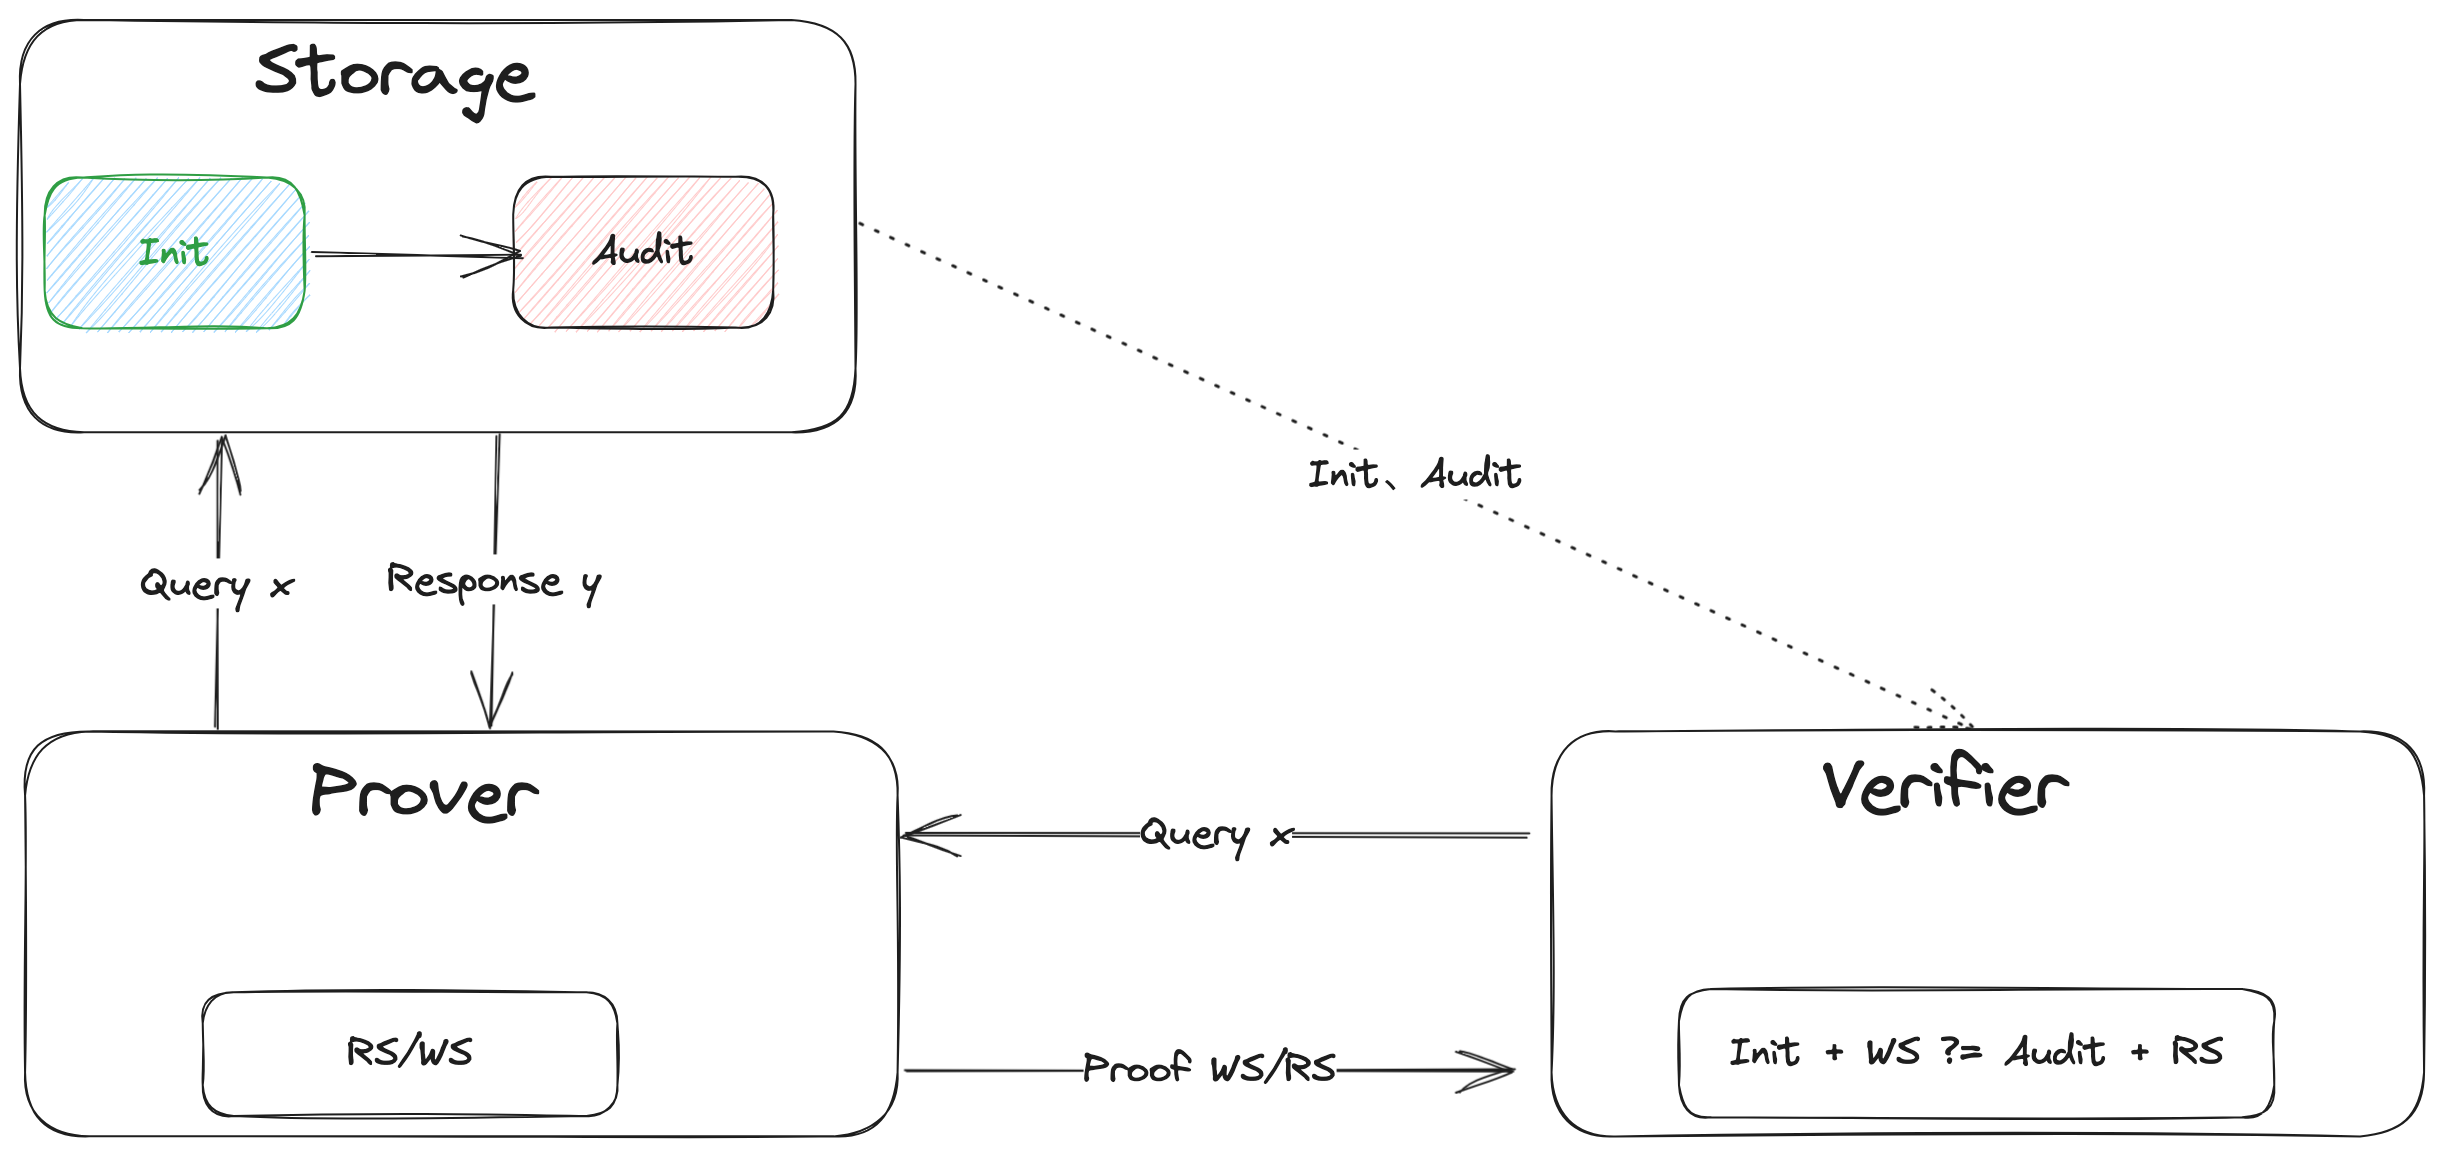 Storage
Init
Audit
Init、Audit
Query x
Response y
Prover
Verifier
Query x
RS/WS
Proof WS/RS
Init + WS ?= Audit + RS